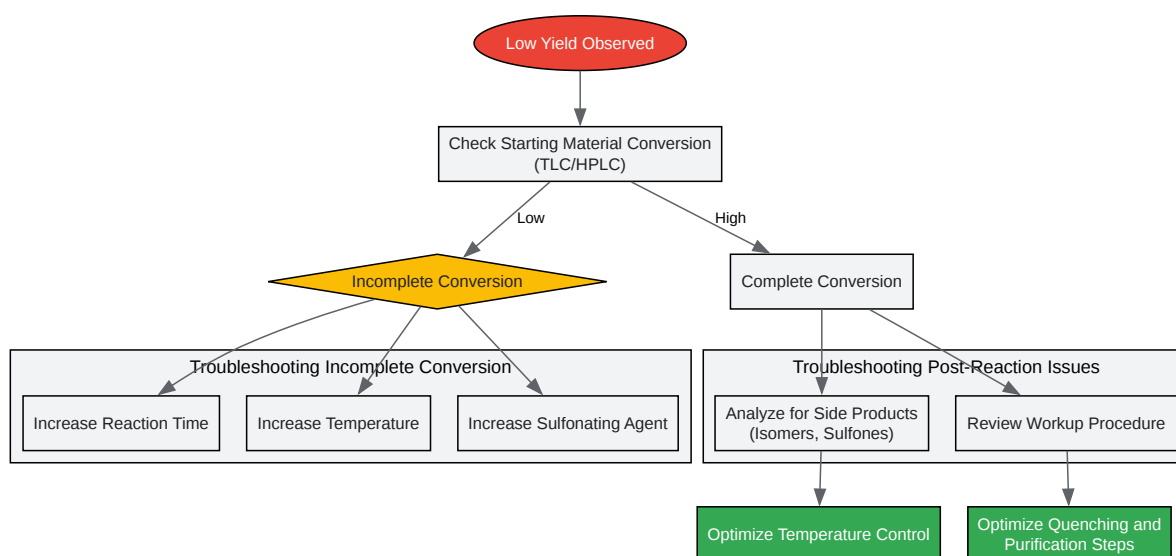 Low Yield Observed
Check Starting Material Conversion
(TLC/HPLC)
Low
High
Incomplete Conversion
Complete Conversion
Troubleshooting Incomplete Conversion
Troubleshooting Post-Reaction Issues
Increase Reaction Time
Increase Temperature
Increase Sulfonating Agent
Analyze for Side Products
(Isomers, Sulfones)
Review Workup Procedure
Optimize Temperature Control
Optimize Quenching and
Purification Steps